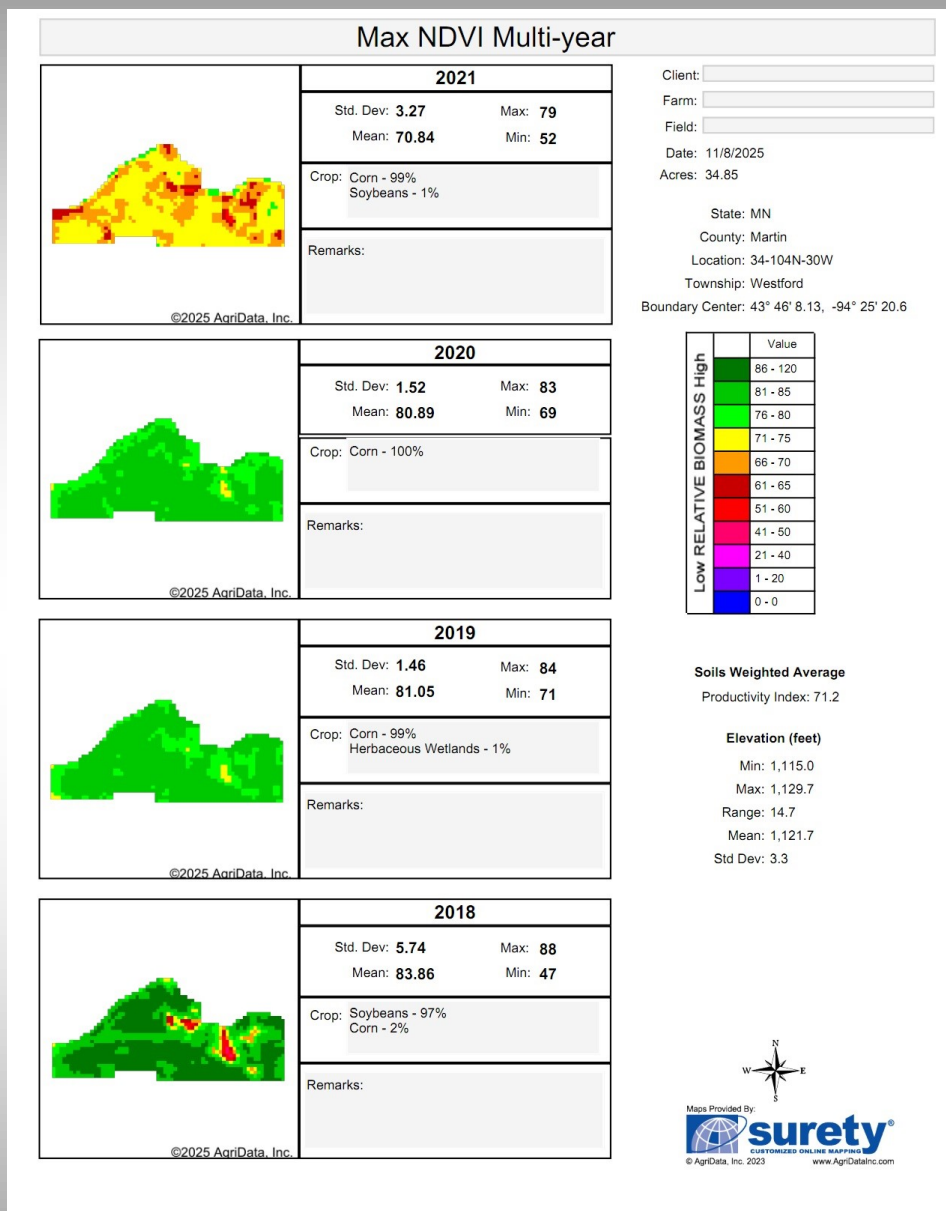 Max NDVI Multi-year
2021
Std. Dev: 3.27 Max: 79
Mean: 70.84 Min: 52
Crop: Corn - 99%
Soybeans - 1%
Remarks:
©2025 AgriData, Inc.
2020
Std. Dev: 1.52 Max: 83
Mean: 80.89 Min: 69
Crop: Corn - 100%
Remarks:
©2025 AgriData, Inc.
2019
Std. Dev: 1.46 Max: 84
Mean: 81.05 Min: 71
Crop: Corn - 99%
Herbaceous Wetlands - 1%
Remarks:
©2025 AgriData, Inc.
2018
Std. Dev: 5.74 Max: 88
Mean: 83.86 Min: 47
Crop: Soybeans - 97%
Corn - 2%
Remarks:
©2025 AgriData, Inc.
Client:
Farm:
Field:
Date: 11/8/2025
Acres: 34.85
State: MN
County: Martin
Location: 34-104N-30W
Township: Westford
Boundary Center: 43° 46' 8.13, -94° 25' 20.6
Low RELATIVE BIOMASS High
Value
86 - 120
81 - 85
76 - 80
71 - 75
66 - 70
61 - 65
51 - 60
41 - 50
21 - 40
1 - 20
0 - 0
Soils Weighted Average
Productivity Index: 71.2
Elevation (feet)
Min: 1,115.0
Max: 1,129.7
Range: 14.7
Mean: 1,121.7
Std Dev: 3.3
N
W E
S
Maps Provided By:
surety®
CUSTOMIZED ONLINE MAPPING
© AgriData, Inc. 2023 www.AgriDataInc.com